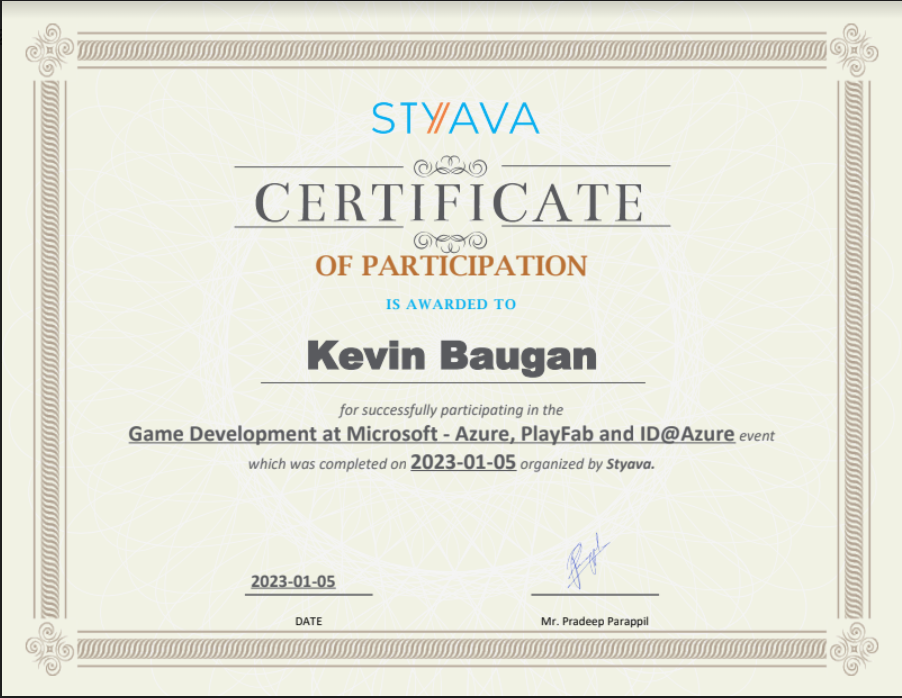 STYAVA
CERTIFICATE
OF PARTICIPATION
IS AWARDED TO
Kevin Baugan
for successfully participating in the
Game Development at Microsoft - Azure, PlayFab and ID@Azure event
which was completed on 2023-01-05 organized by Styava.
2023-01-05
DATE
Mr. Pradeep Parappil